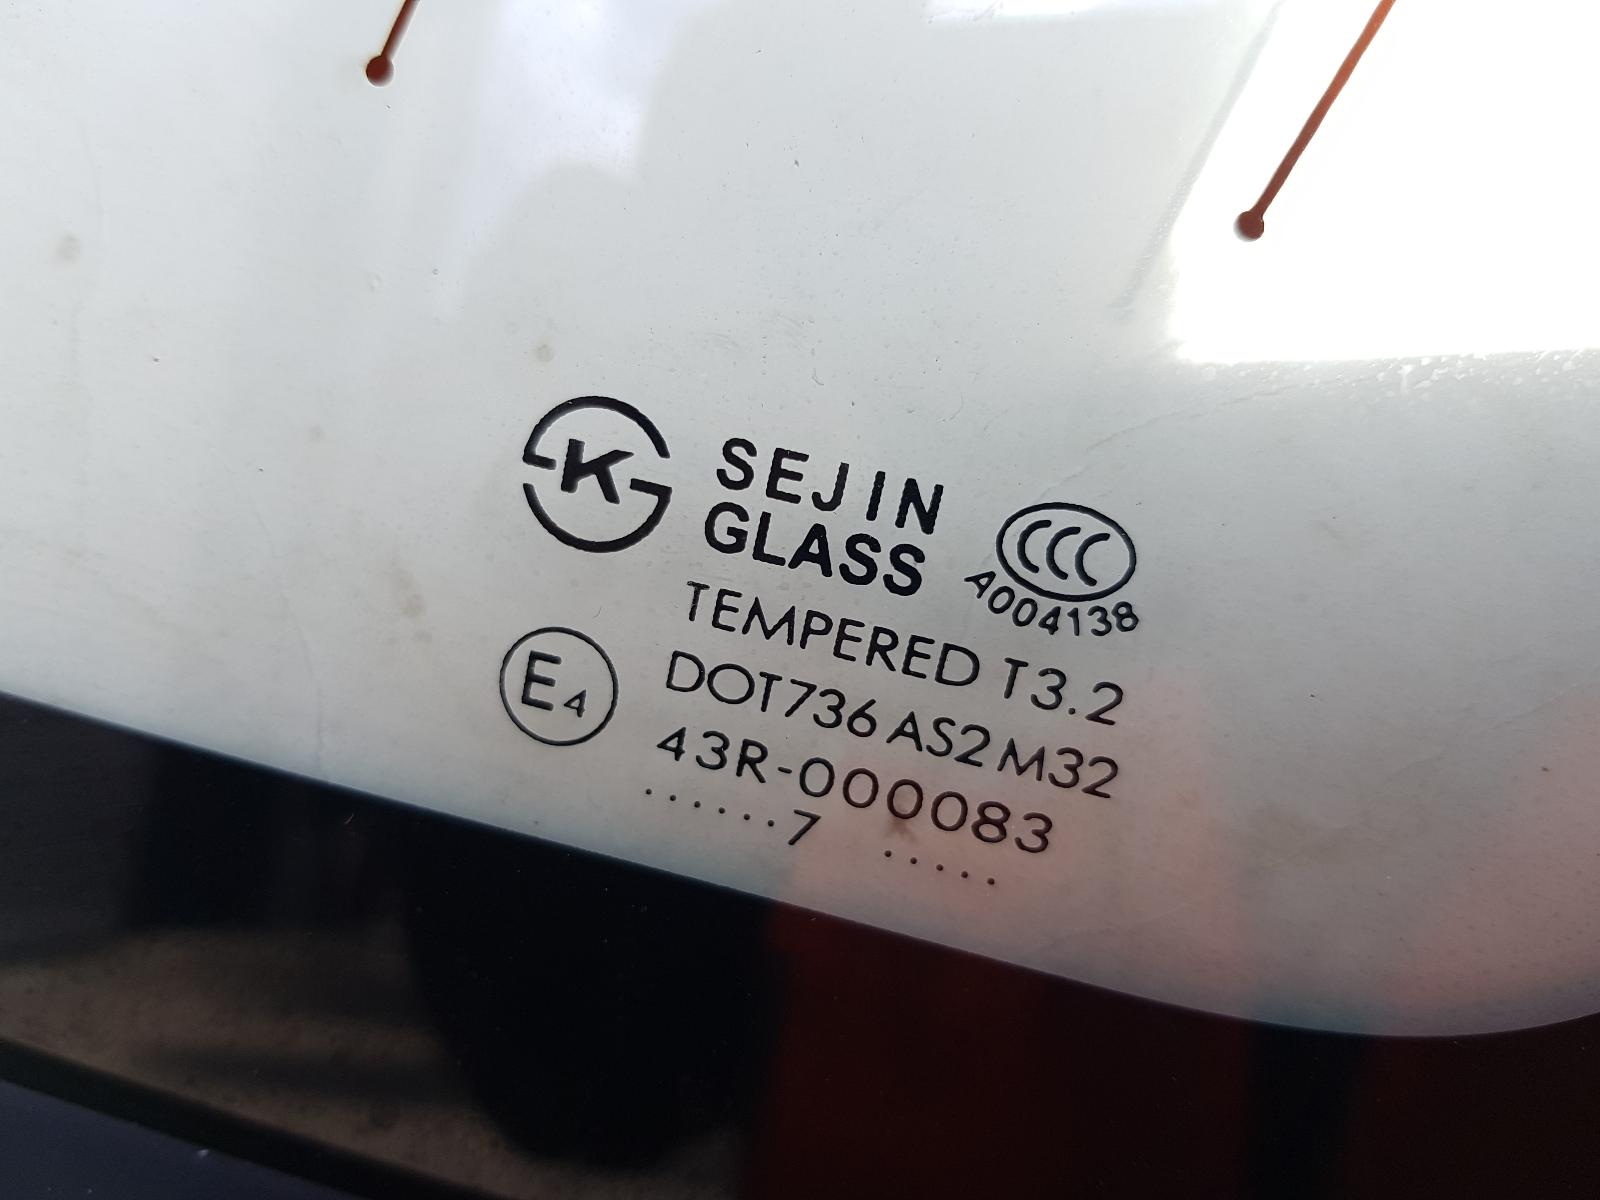 K
SEJIN
GLASS
CCC
A004138
TEMPERED T3.2
E4
DOT736 AS2 M32
43R-000083
......7 .....